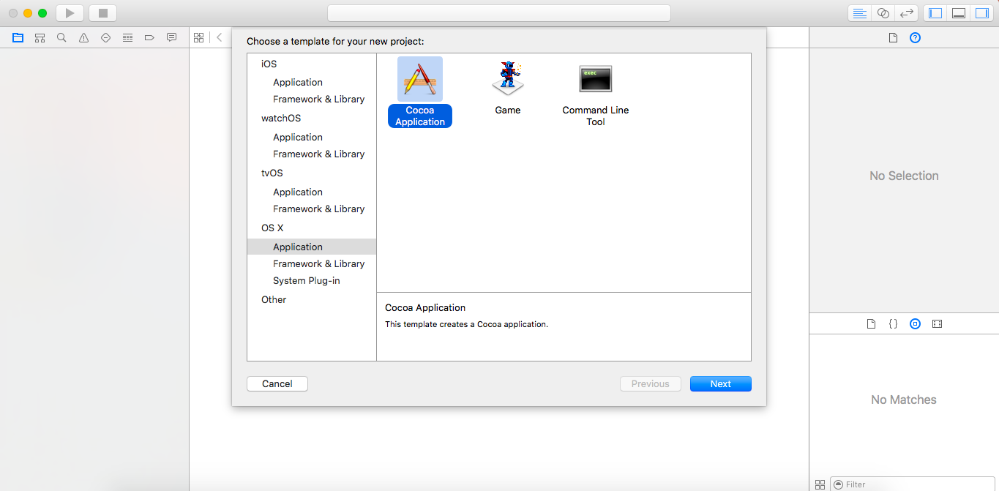 Choose a template for your new project:
iOS
Application
Framework & Library
watchOS
Application
Framework & Library
tvOS
Application
Framework & Library
OS X
Application
Framework & Library
System Plug-in
Other
Cocoa
Application
Game
exec
Command Line
Tool
Cocoa Application
This template creates a Cocoa application.
Cancel
Previous
Next
No Selection
{}
No Matches
Filter